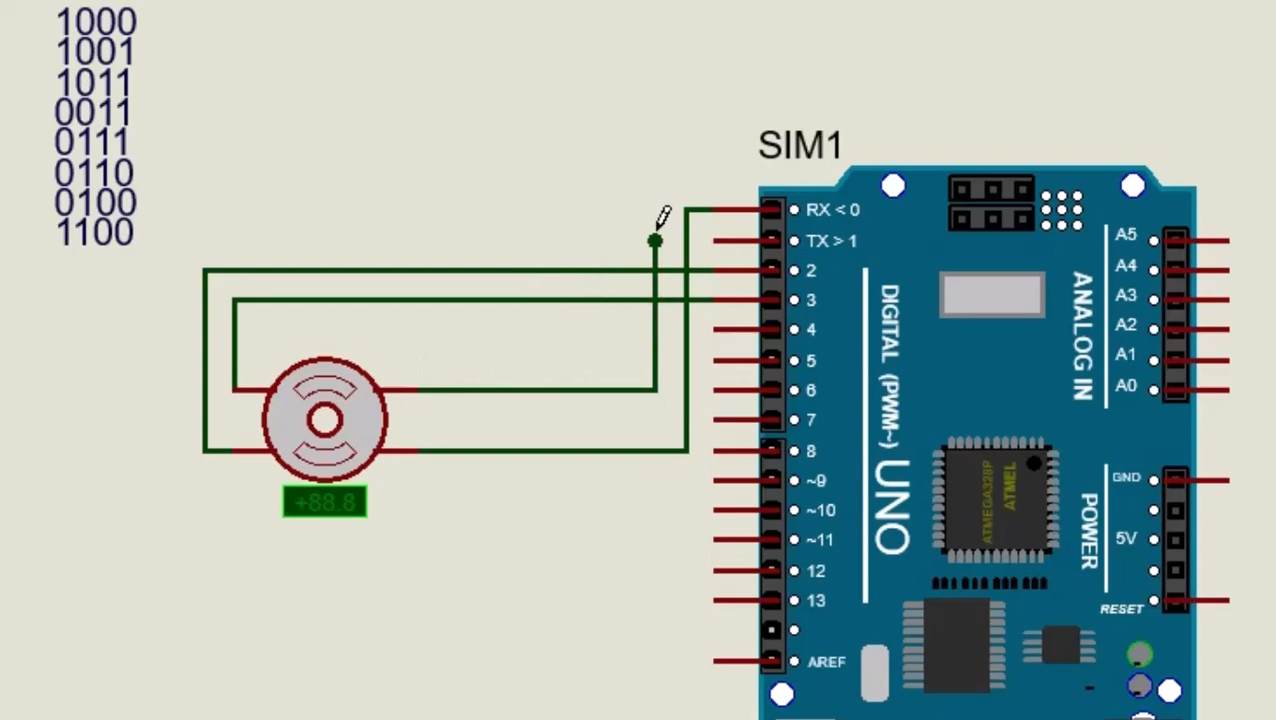 1000
1001
1011
0011
0111
0110
0100
1100
SIM1
RX < 0
TX > 1
2
3
4
5
6
7
8
~9
~10
~11
12
13
AREF
DIGITAL (PWM~)
UNO
ATMEGA328P
ATMEL
ANALOG IN
A5
A4
A3
A2
A1
A0
POWER
GND
5V
RESET
+88.8